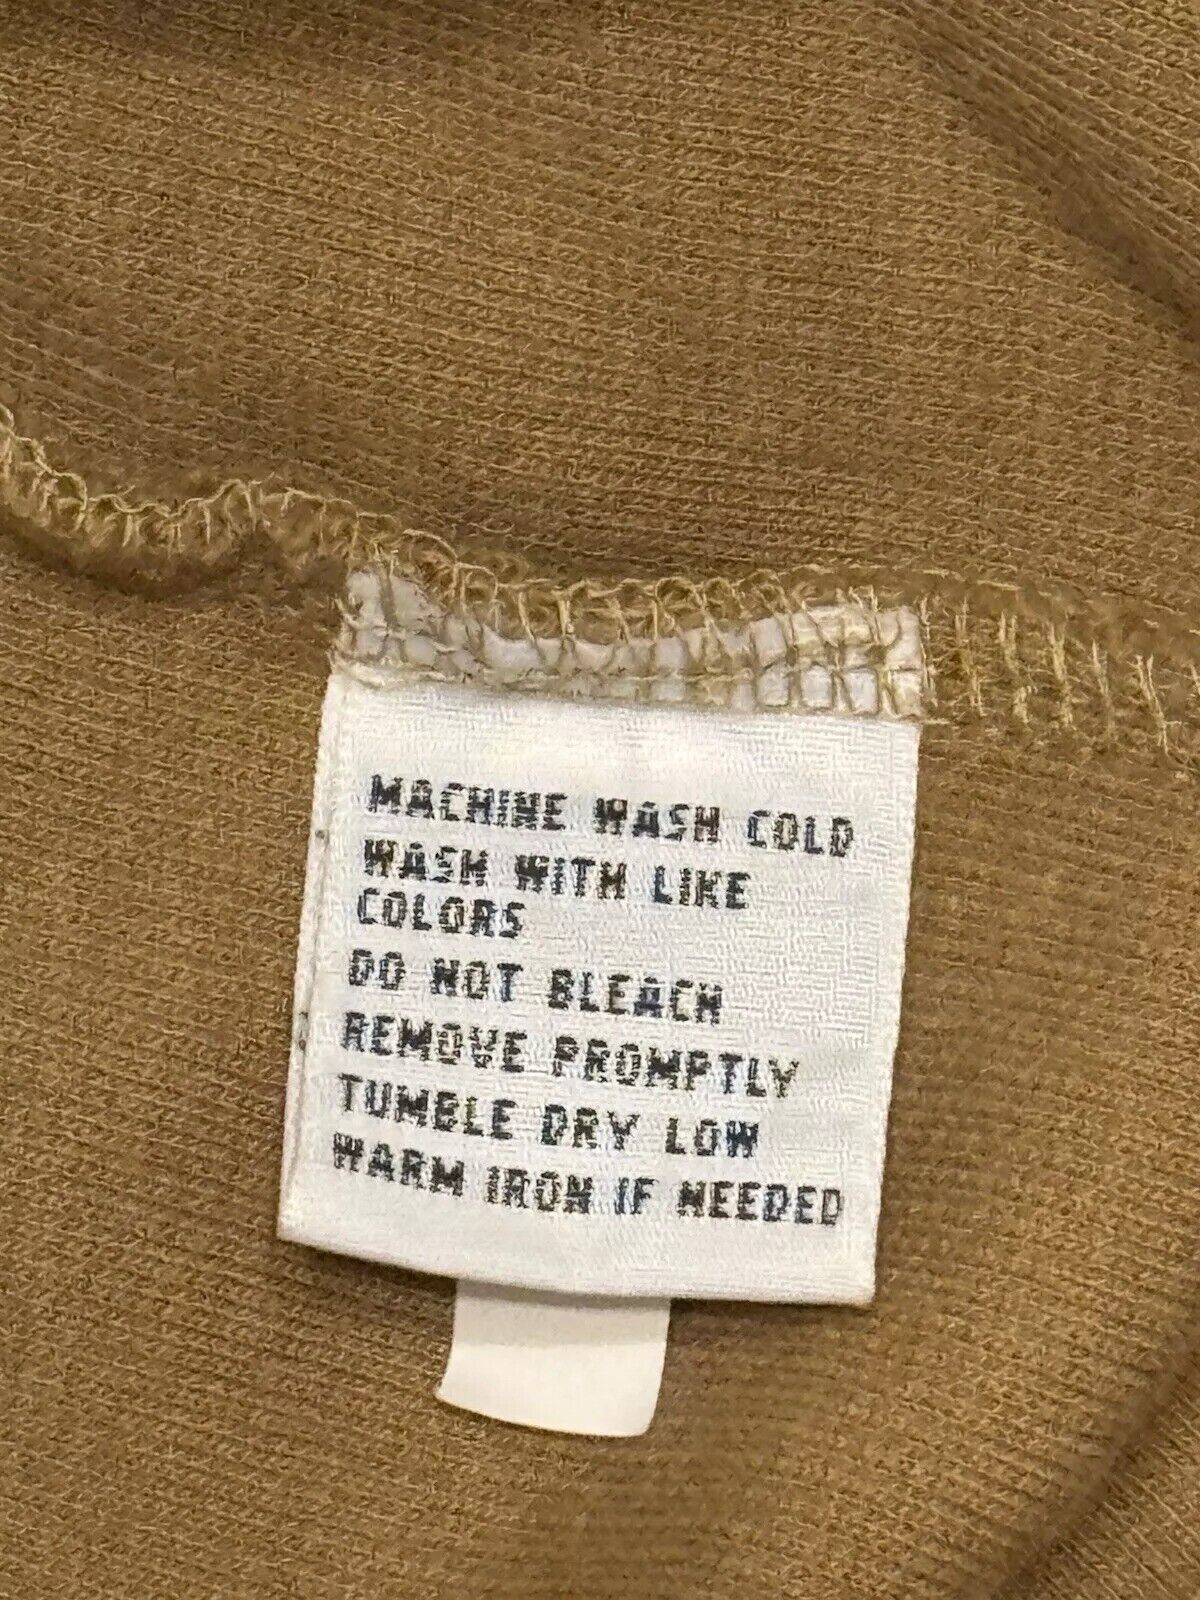 MACHINE WASH COLD
WASH WITH LIKE
COLORS
DO NOT BLEACH
REMOVE PROMPTLY
TUMBLE DRY LOW
WARM IRON IF NEEDED